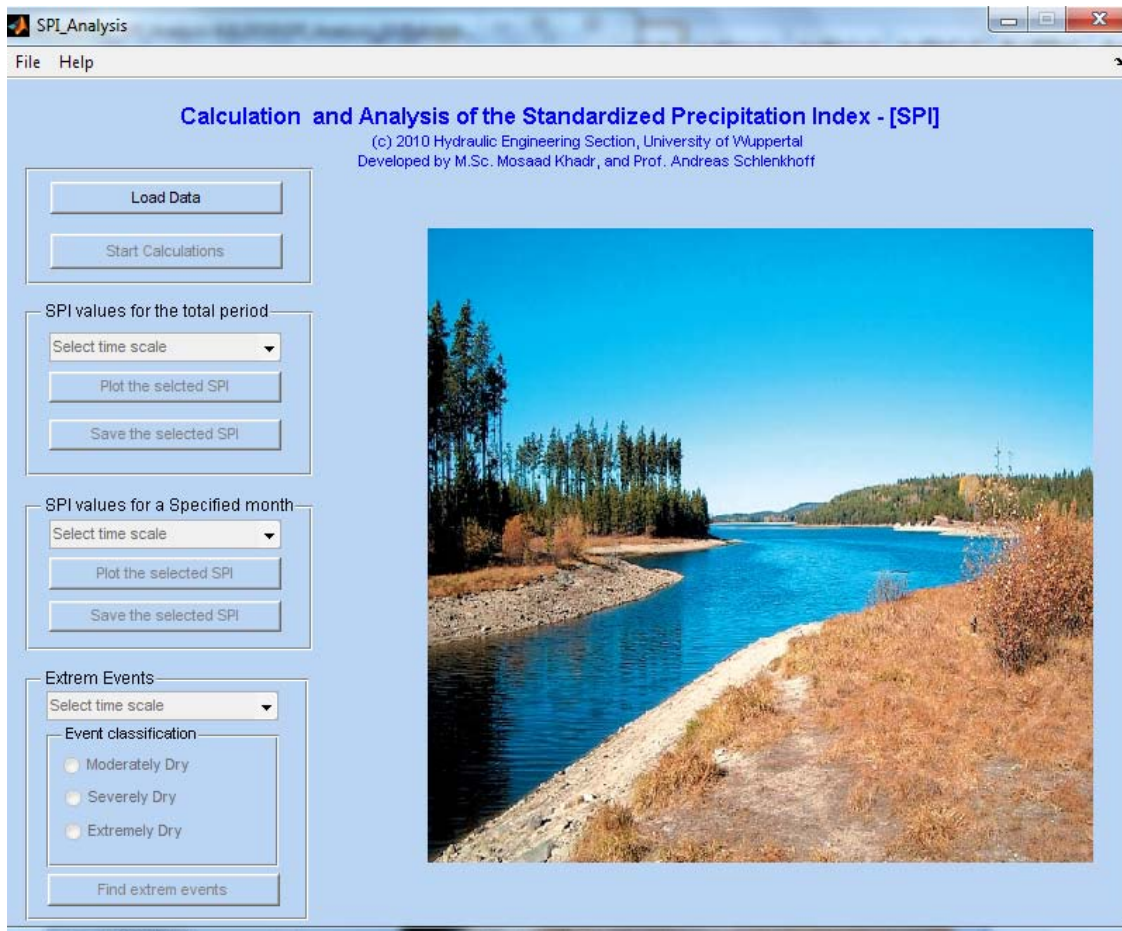 SPI_Analysis
File Help
Calculation and Analysis of the Standardized Precipitation Index - [SPI]
(c) 2010 Hydraulic Engineering Section, University of Wuppertal
Developed by M.Sc. Mosaad Khadr, and Prof. Andreas Schlenkhoff
Load Data
Start Calculations
SPI values for the total period
Select time scale
Plot the selcted SPI
Save the selected SPI
SPI values for a Specified month
Select time scale
Plot the selected SPI
Save the selected SPI
Extrem Events
Select time scale
Event classification
Moderately Dry
Severely Dry
Extremely Dry
Find extrem events